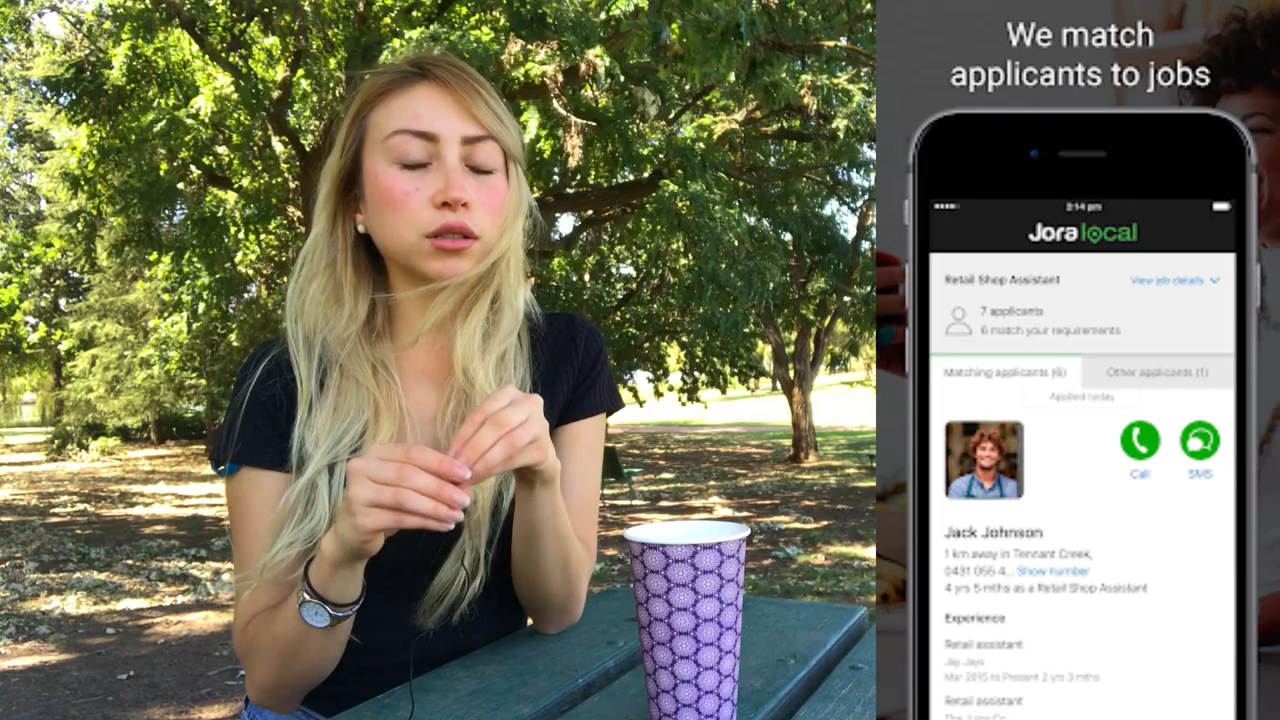 We match
applicants to jobs
2:14 pm
Jora local
Retail Shop Assistant
View job details
7 applicants
6 match your requirements
Matching applicants (6)
Other applicants (1)
Applied today
Call
SMS
Jack Johnson
1 km away in Tennant Creek,
0431 055 4... Show number
4 yrs 5 mths as a Retail Shop Assistant
Experience
Retail assistant
Jay Jays
Mar 2015 to Present 2 yrs 3 mths
Retail assistant